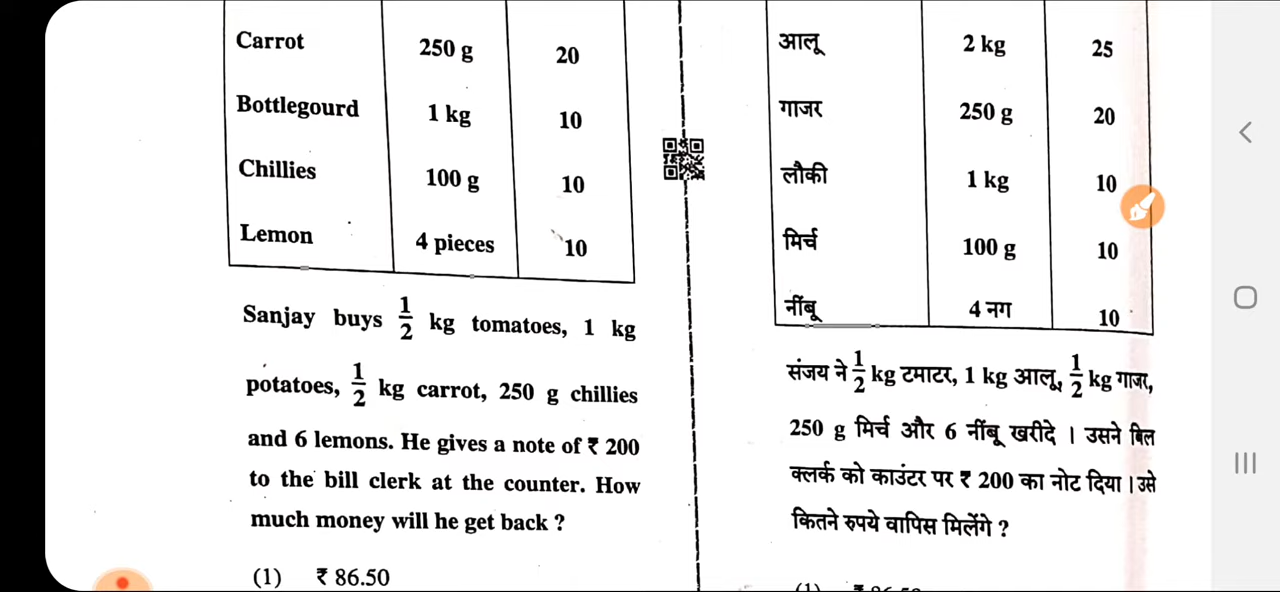 Carrot 250 g 20
Bottlegourd 1 kg 10
Chillies 100 g 10
Lemon 4 pieces 10
Sanjay buys 1/2 kg tomatoes, 1 kg
potatoes, 1/2 kg carrot, 250 g chillies
and 6 lemons. He gives a note of ₹ 200
to the bill clerk at the counter. How
much money will he get back ?
(1) ₹ 86.50
आलू 2 kg 25
गाजर 250 g 20
लौकी 1 kg 10
मिर्च 100 g 10
नींबू 4 नग 10
संजय ने 1/2 kg टमाटर, 1 kg आलू, 1/2 kg गाजर,
250 g मिर्च और 6 नींबू खरीदे । उसने बिल
क्लर्क को काउंटर पर ₹ 200 का नोट दिया । उसे
कितने रुपये वापिस मिलेंगे ?